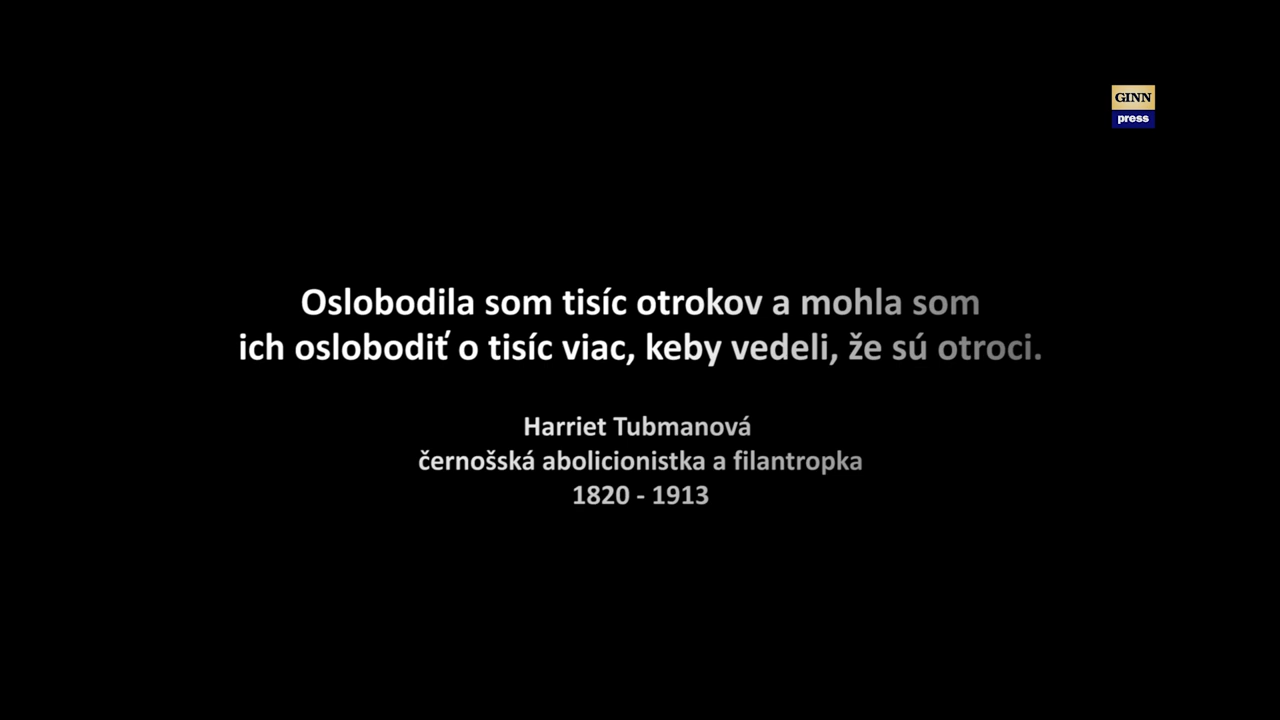 GINN
press
Oslobodila som tisíc otrokov a mohla som
ich oslobodiť o tisíc viac, keby vedeli, že sú otroci.
Harriet Tubmanová
černošská abolicionistka a filantropka
1820 - 1913